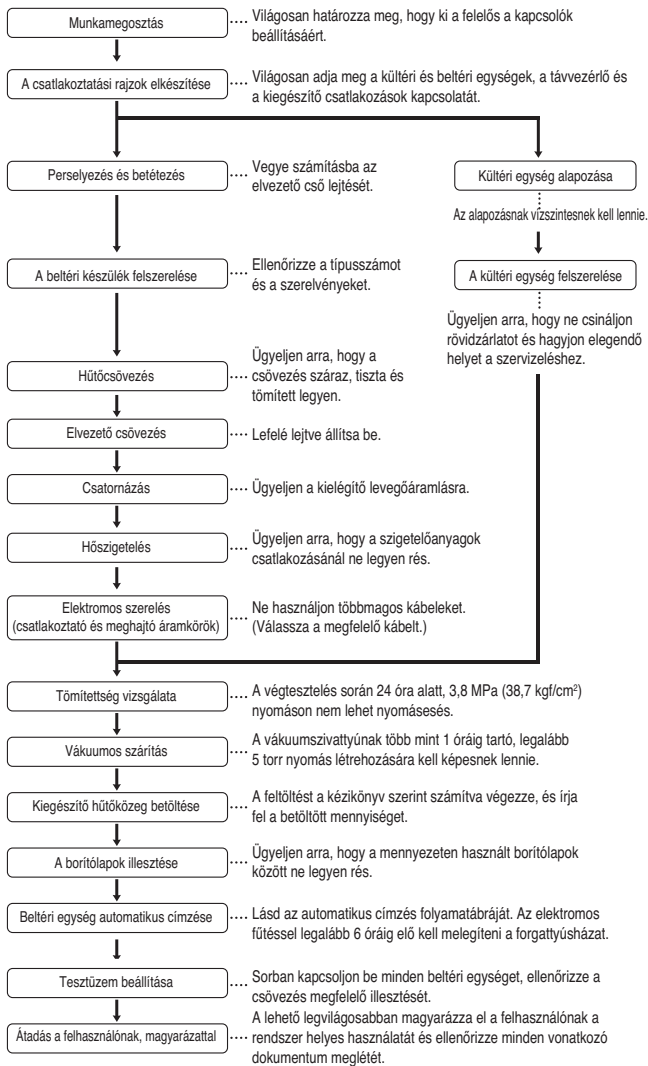 Munkamegosztás
Világosan határozza meg, hogy ki a felelős a kapcsolók
beállításáért.
A csatlakoztatási rajzok elkészítése
Világosan adja meg a kültéri és beltéri egységek, a távvezérlő és
a kiegészítő csatlakozások kapcsolatát.
Perselyezés és betétezés
Vegye számításba az
elvezető cső lejtését.
Kültéri egység alapozása
Az alapozásnak vízszintesnek kell lennie.
A beltéri készülék felszerelése
Ellenőrizze a típusszámot
és a szerelvényeket.
A kültéri egység felszerelése
Ügyeljen arra, hogy ne csináljon
rövidzárlatot és hagyjon elegendő
helyet a szervizeléshez.
Hűtőcsövezés
Ügyeljen arra, hogy a
csövezés száraz, tiszta és
tömített legyen.
Elvezető csövezés
Lefelé lejtve állítsa be.
Csatornázás
Ügyeljen a kielégítő levegőáramlásra.
Hőszigetelés
Ügyeljen arra, hogy a szigetelőanyagok
csatlakozásánál ne legyen rés.
Elektromos szerelés
(csatlakoztató és meghajtó áramkörök)
Ne használjon többmagos kábeleket.
(Válassza a megfelelő kábelt.)
Tömítettség vizsgálata
A végtesztelés során 24 óra alatt, 3,8 MPa (38,7 kgf/cm²)
nyomáson nem lehet nyomásesés.
Vákuumos szárítás
A vákuumszivattyúnak több mint 1 óráig tartó, legalább
5 torr nyomás létrehozására kell képesnek lennie.
Kiegészítő hűtőközeg betöltése
A feltöltést a kézikönyv szerint számítva végezze, és írja
fel a betöltött mennyiséget.
A borítólapok illesztése
Ügyeljen arra, hogy a mennyezeten használt borítólapok
között ne legyen rés.
Beltéri egység automatikus címzése
Lásd az automatikus címzés folyamatábráját. Az elektromos
fűtéssel legalább 6 óráig elő kell melegíteni a forgattyúsházat.
Tesztüzem beállítása
Sorban kapcsoljon be minden beltéri egységet, ellenőrizze a
csövezés megfelelő illesztését.
Átadás a felhasználónak, magyarázattal
A lehető legvilágosabban magyarázza el a felhasználónak a
rendszer helyes használatát és ellenőrizze minden vonatkozó
dokumentum meglétét.